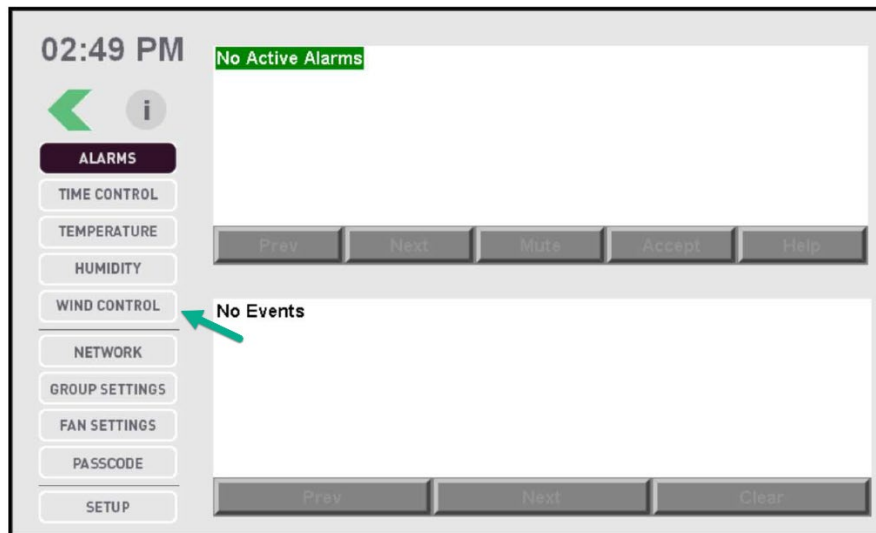 02:49 PM
i
ALARMS
TIME CONTROL
TEMPERATURE
HUMIDITY
WIND CONTROL
NETWORK
GROUP SETTINGS
FAN SETTINGS
PASSCODE
SETUP
No Active Alarms
Prev Next Mute Accept Help
No Events
Prev Next Clear